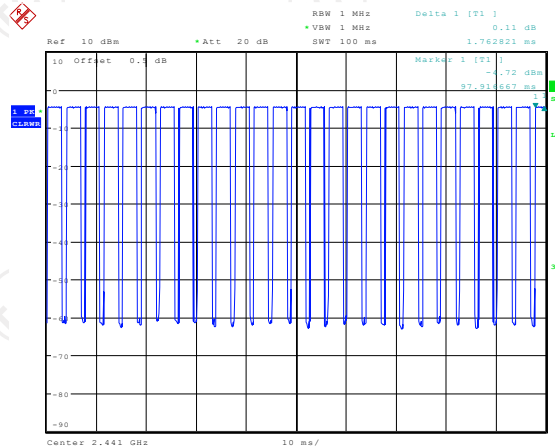 R S
RBW 1 MHz Delta 1 [T1 ]
* VBW 1 MHz 0.11 dB
Ref 10 dBm * Att 20 dB SWT 100 ms 1.762821 ms
10 Offset 0.5 dB Marker 1 [T1 ]
-4.72 dBm
0 97.916667 ms
1
1 PK *
CLRWR
-10
-20
-30
-40
-50
-60
-70
-80
-90
Center 2.441 GHz 10 ms/